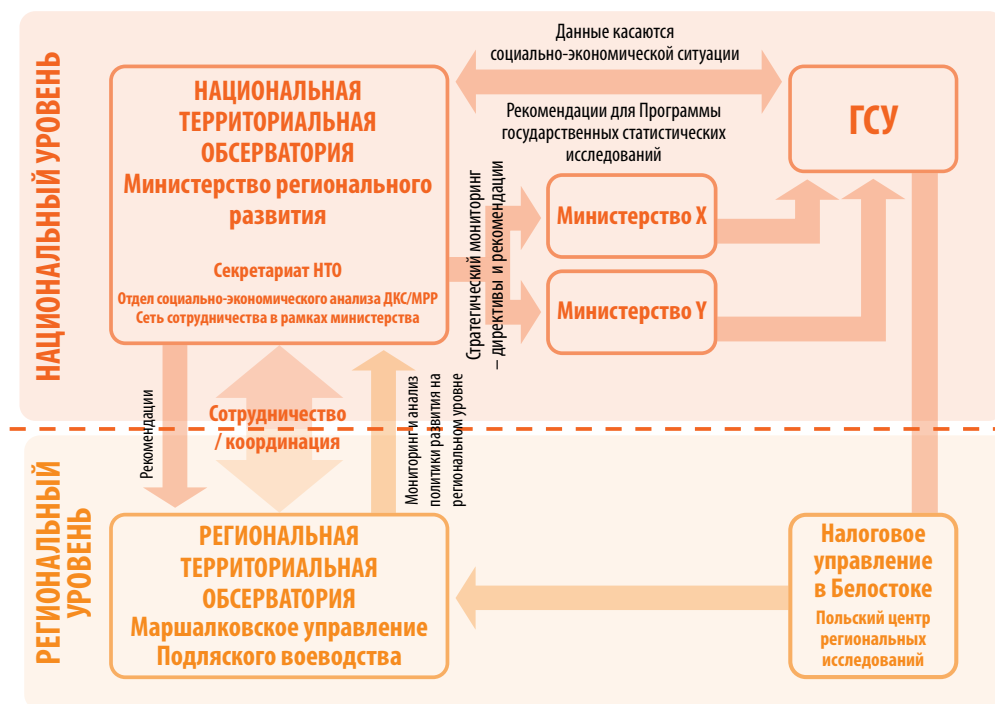 НАЦИОНАЛЬНЫЙ УРОВЕНЬ
НАЦИОНАЛЬНАЯ
ТЕРРИТОРИАЛЬНАЯ
ОБСЕРВАТОРИЯ
Министерство регионального
развития
Секретариат НТО
Отдел социально-экономического анализа ДКС/МРР
Сеть сотрудничества в рамках министерства
Данные касаются
социально-экономической ситуации
Рекомендации для Программы
государственных статистических
исследований
ГСУ
Стратегический мониторинг
– директивы и рекомендации
Министерство X
Министерство Y
Рекомендации
Сотрудничество
/ координация
Мониторинг и анализ
политики развития на
региональном уровне
РЕГИОНАЛЬНЫЙ
УРОВЕНЬ
РЕГИОНАЛЬНАЯ
ТЕРРИТОРИАЛЬНАЯ
ОБСЕРВАТОРИЯ
Маршалковское управление
Подляского воеводства
Налоговое
управление
в Белостоке
Польский центр
региональных
исследований